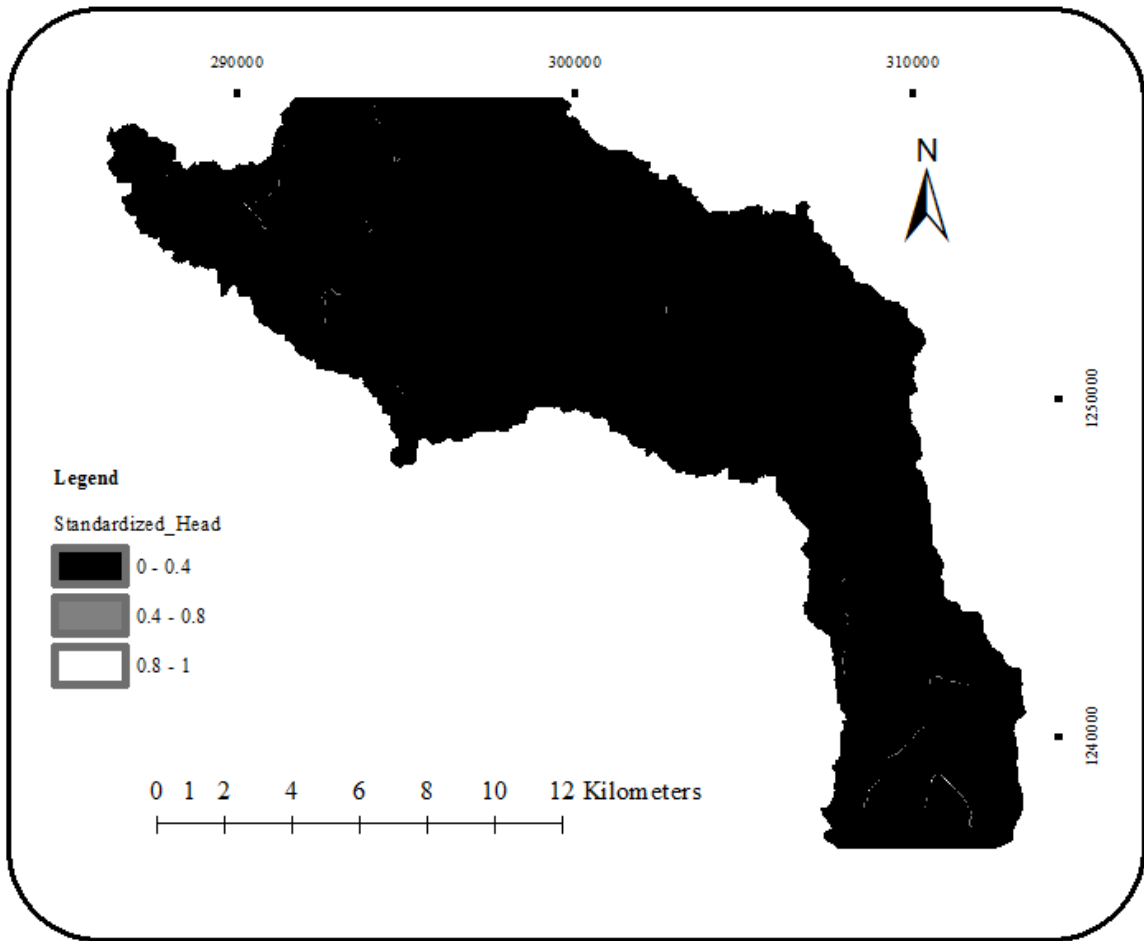 290000 300000 310000
N
1250000
Legend
Standardized_Head
0 - 0.4
0.4 - 0.8
0.8 - 1
1240000
0 1 2 4 6 8 10 12 Kilometers